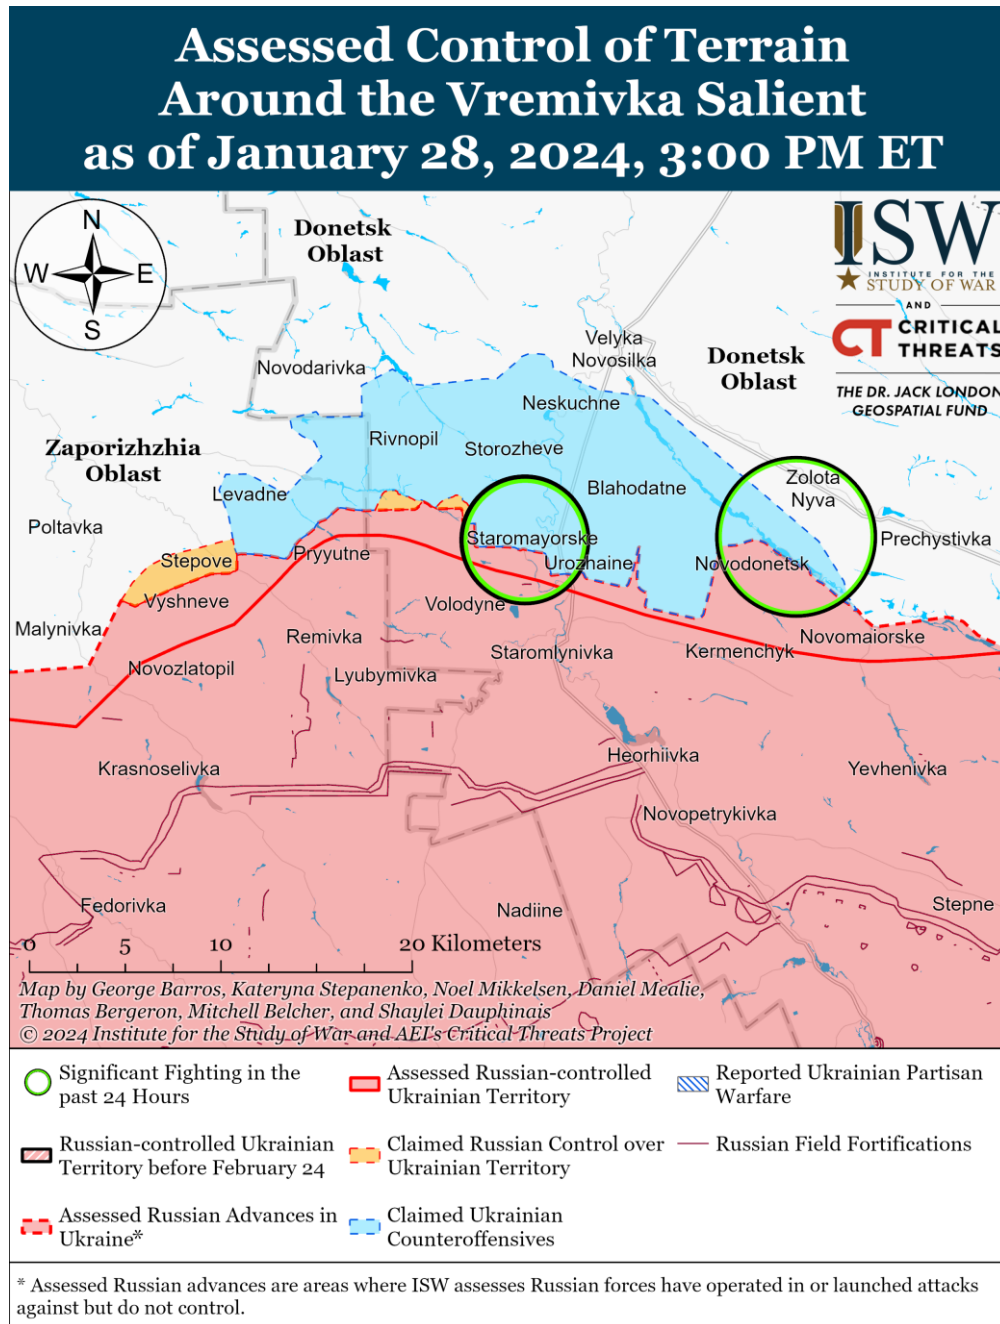 Assessed Control of Terrain
Around the Vremivka Salient
as of January 28, 2024, 3:00 PM ET
N
W
E
S
Donetsk
Oblast
ISW
INSTITUTE FOR THE
STUDY OF WAR
AND
CT CRITICAL
THREATS
THE DR. JACK LONDON
GEOSPATIAL FUND
Velyka
Novosilka
Donetsk
Oblast
Novodarivka
Neskuchne
Zaporizhzhia
Oblast
Rivnopil
Storozheve
Zolota
Nyva
Levadne
Blahodatne
Poltavka
Staromayorske
Prechystivka
Stepove
Pryyutne
Urozhaine
Novodonetsk
Vyshneve
Volodyne
Malynivka
Remivka
Novomaiorske
Staromlynivka
Kermenchyk
Novozlatopil
Lyubymivka
Krasnoselivka
Heorhiivka
Yevhenivka
Novopetrykivka
Fedorivka
Nadiine
Stepne
0 5 10 20 Kilometers
Map by George Barros, Kateryna Stepanenko, Noel Mikkelsen, Daniel Mealie,
Thomas Bergeron, Mitchell Belcher, and Shaylei Dauphinais
© 2024 Institute for the Study of War and AEI's Critical Threats Project
Significant Fighting in the
past 24 Hours
Assessed Russian-controlled
Ukrainian Territory
Reported Ukrainian Partisan
Warfare
Russian-controlled Ukrainian
Territory before February 24
Claimed Russian Control over
Ukrainian Territory
Russian Field Fortifications
Assessed Russian Advances in
Ukraine*
Claimed Ukrainian
Counteroffensives
* Assessed Russian advances are areas where ISW assesses Russian forces have operated in or launched attacks
against but do not control.